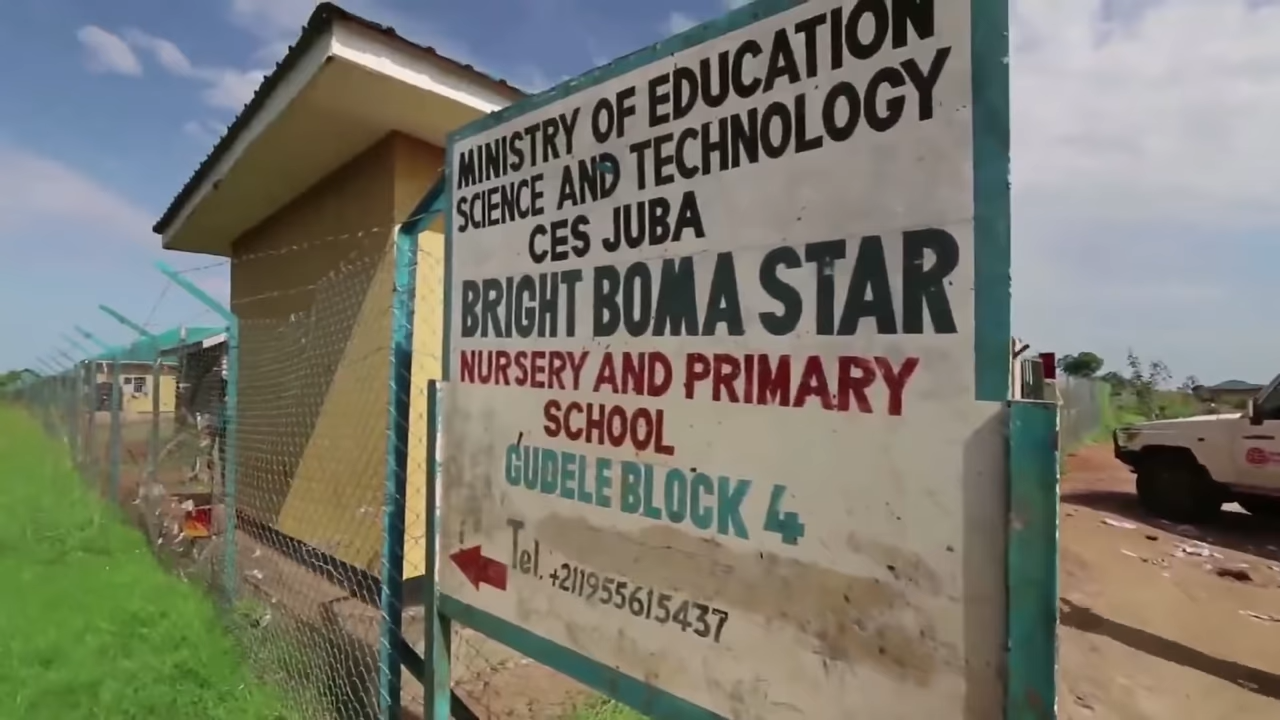 MINISTRY OF EDUCATION
SCIENCE AND TECHNOLOGY
CES JUBA
BRIGHT BOMA STAR
NURSERY AND PRIMARY
SCHOOL
GUDELE BLOCK 4
Tel. +211955615437